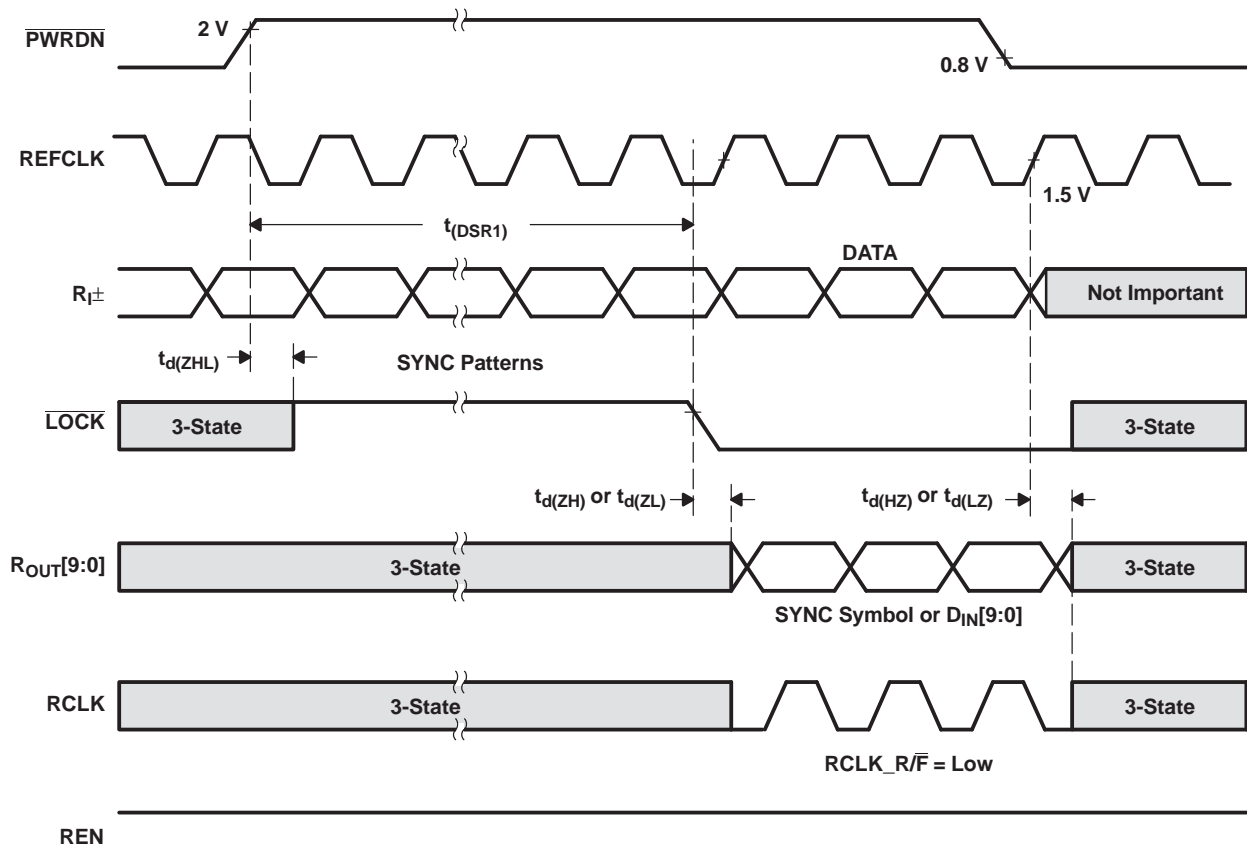 PWRDN
2 V
0.8 V
REFCLK
1.5 V
t(DSR1)
DATA
RI±
Not Important
td(ZHL)
SYNC Patterns
LOCK
3-State
3-State
td(ZH) or td(ZL)
td(HZ) or td(LZ)
ROUT[9:0]
3-State
3-State
SYNC Symbol or DIN[9:0]
RCLK
3-State
3-State
RCLK_R/F̅ = Low
REN